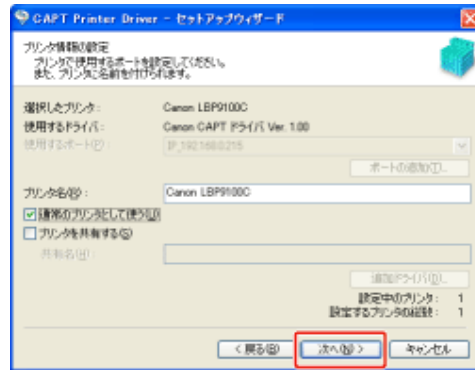 CAPT Printer Driver - セットアップウィザード
プリンタ情報の設定
プリンタで使用するポートを設定してください。
また、プリンタに名前を付けられます。
選択したプリンタ: Canon LBP9100C
使用するドライバ: Canon CAPT ドライバ Ver. 1.00
使用するポート(P): IP_192.168.0.215
ポートの追加(T)...
プリンタ名(B): Canon LBP9100C
通常のプリンタとして使う(U)
プリンタを共有する(S)
共有名(H):
追加ドライバ(D)...
設定中のプリンタ: 1
設定するプリンタの総数: 1
< 戻る(B) 次へ(N) > キャンセル